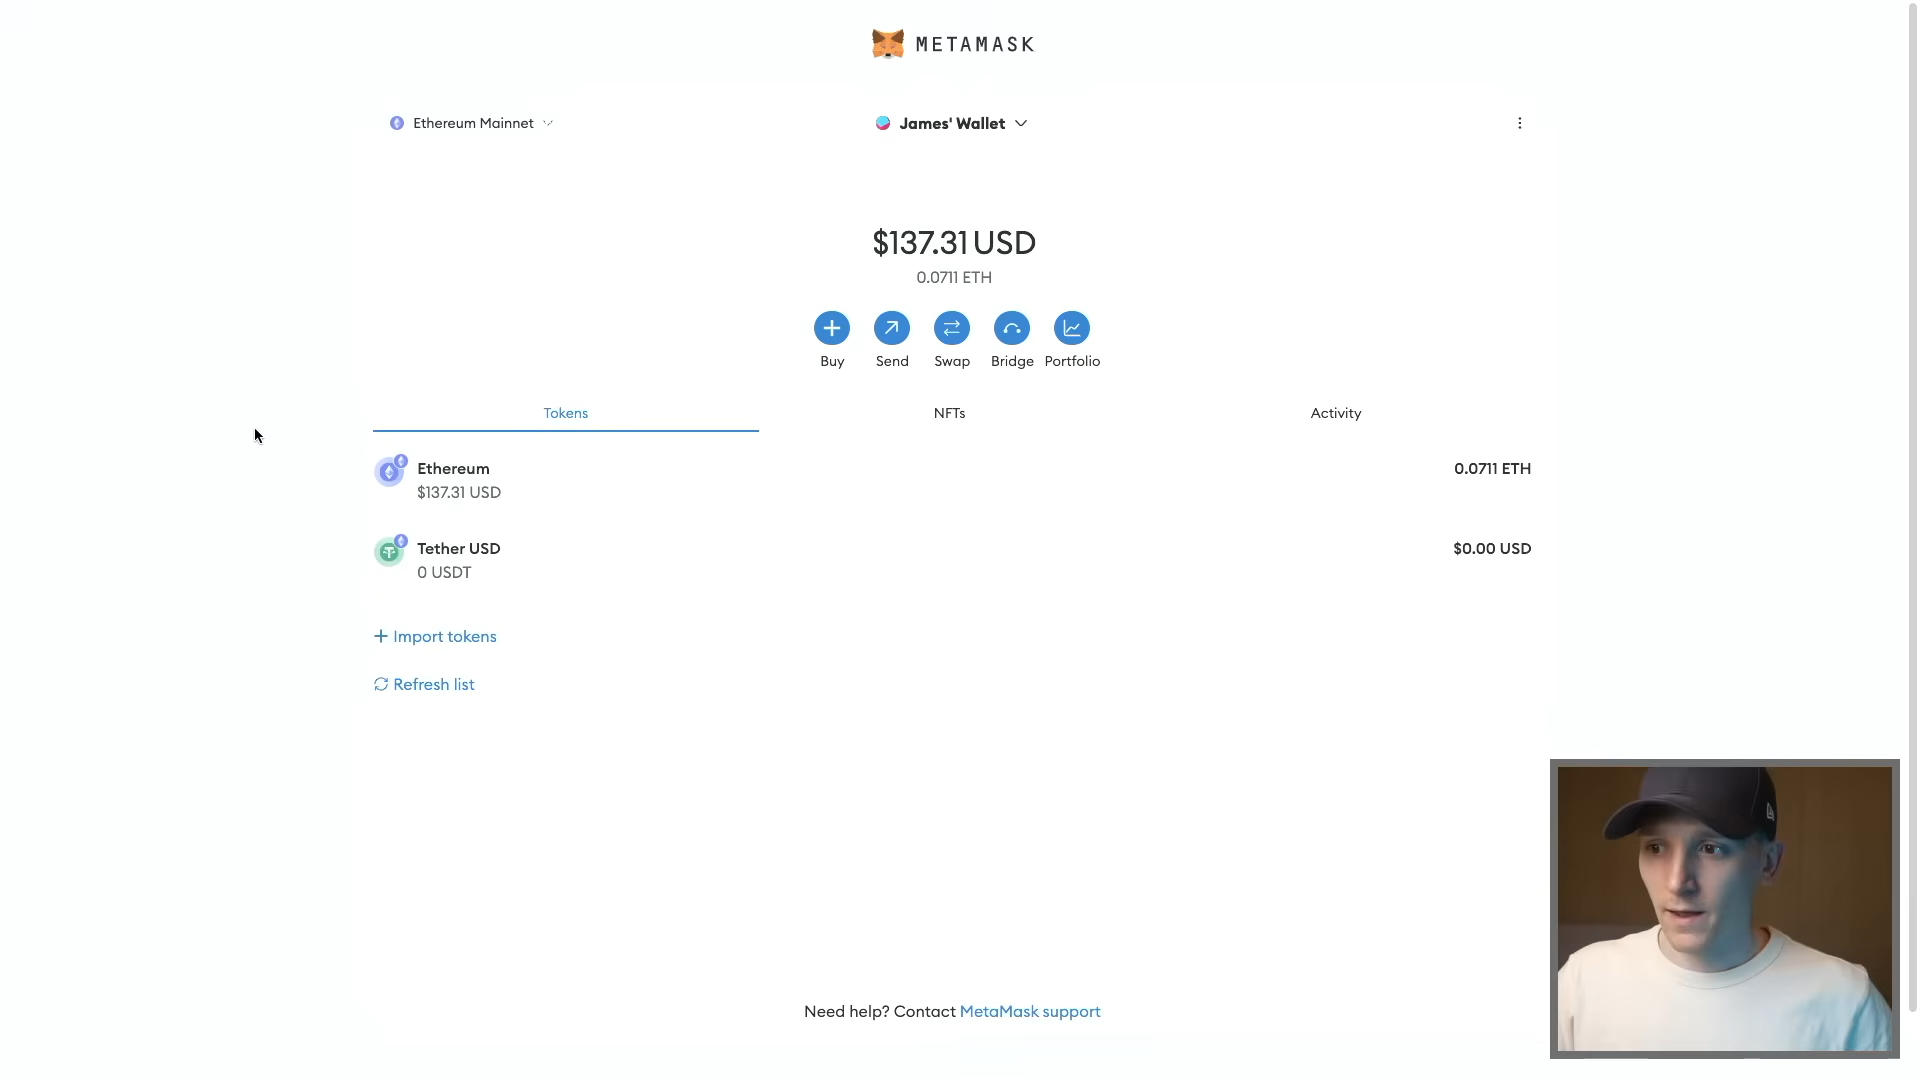 METAMASK
Ethereum Mainnet
James' Wallet
$137.31 USD
0.0711 ETH
Buy
Send
Swap
Bridge
Portfolio
Tokens
NFTs
Activity
Ethereum
0.0711 ETH
$137.31 USD
Tether USD
$0.00 USD
0 USDT
Import tokens
Refresh list
Need help? Contact MetaMask support